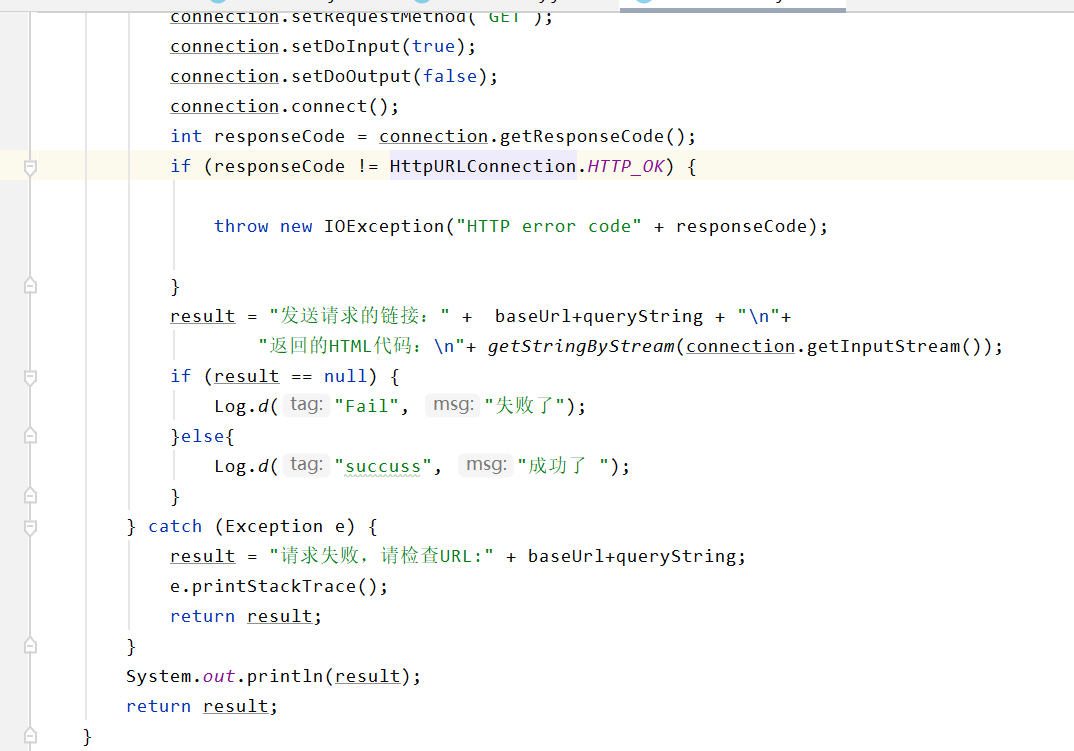 connection.setRequestMethod("GET");
connection.setDoInput(true);
connection.setDoOutput(false);
connection.connect();
int responseCode = connection.getResponseCode();
if (responseCode != HttpURLConnection.HTTP_OK) {
throw new IOException("HTTP error code" + responseCode);
}
result = "发送请求的链接：" +  baseUrl+queryString + "\n"+
"返回的HTML代码：\n"+ getStringByStream(connection.getInputStream());
if (result == null) {
Log.d( tag: "Fail", msg: "失败了");
}else{
Log.d( tag: "succuss", msg: "成功了 ");
}
} catch (Exception e) {
result = "请求失败，请检查URL:" + baseUrl+queryString;
e.printStackTrace();
return result;
}
System.out.println(result);
return result;
}